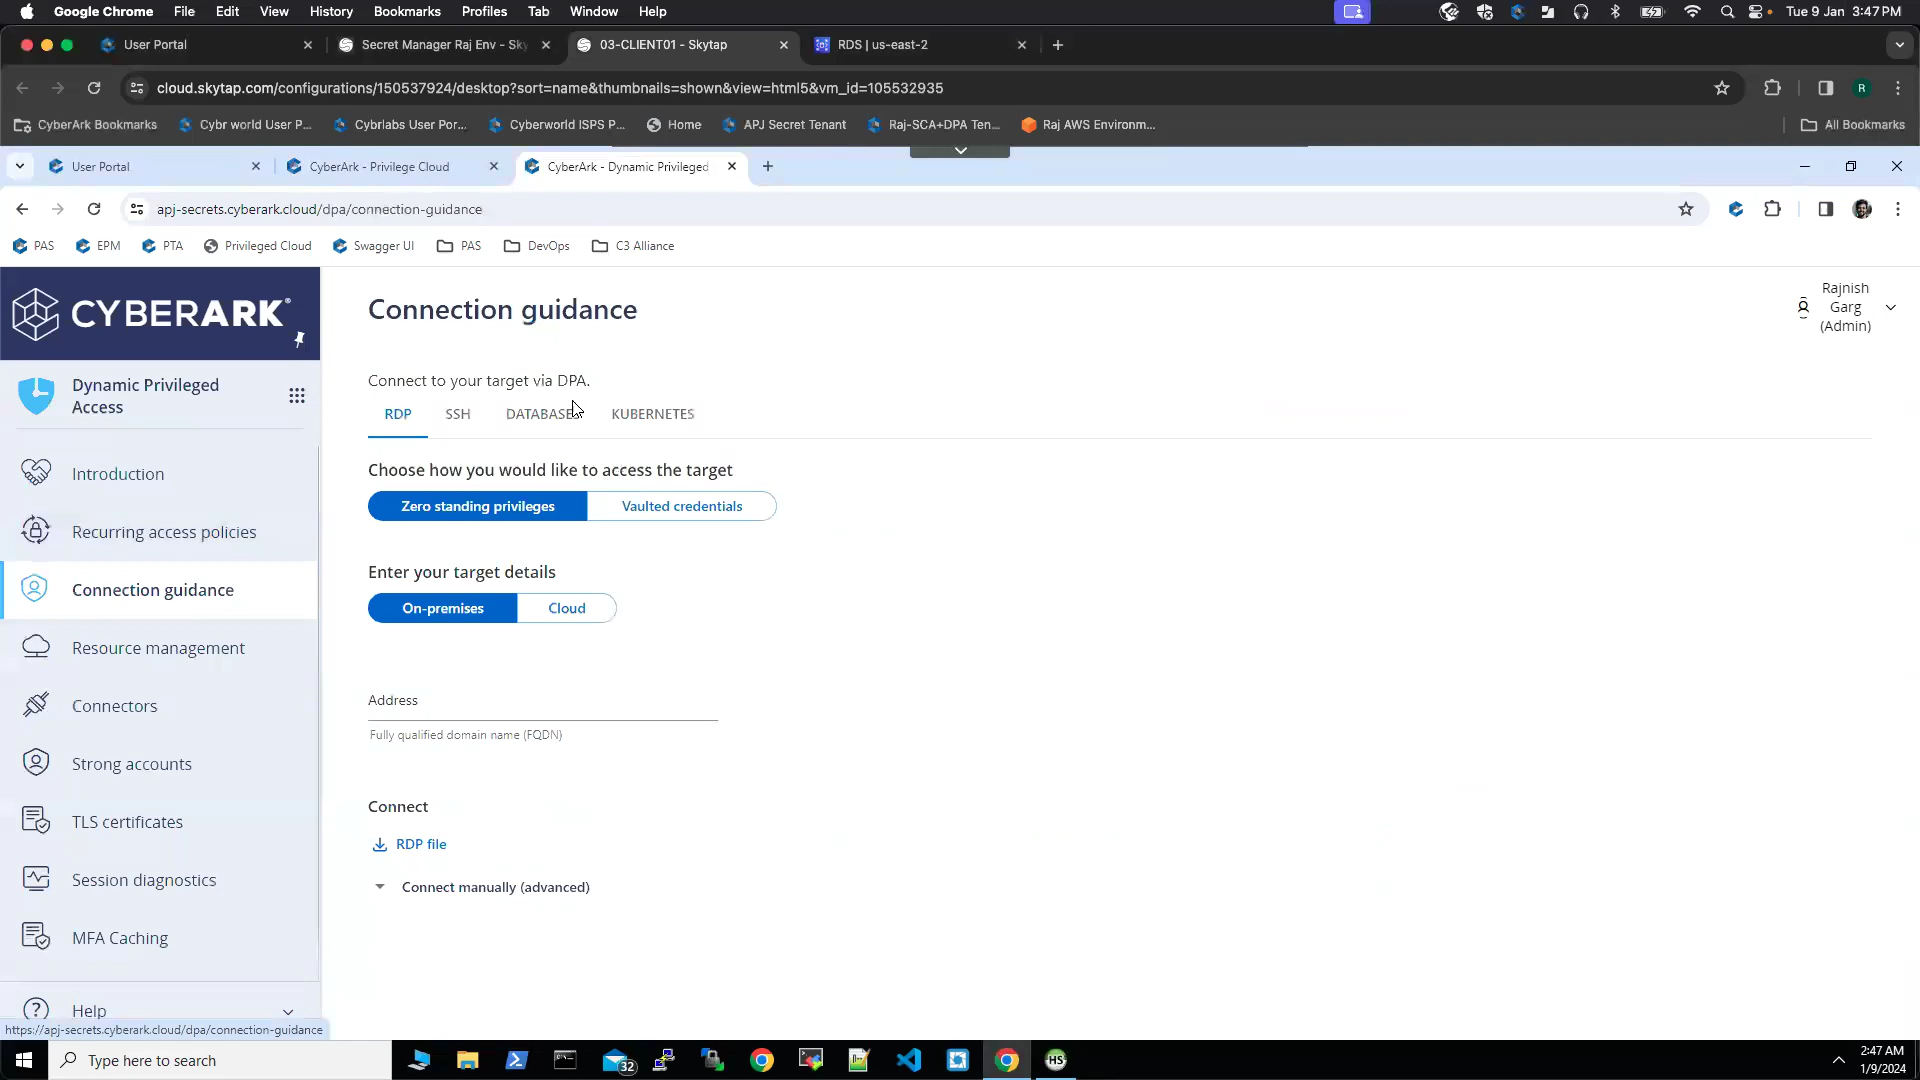 Google Chrome File Edit View History Bookmarks Profiles Tab Window Help Tue 9 Jan 3:47 PM
User Portal Secret Manager Raj Env - Sky 03-CLIENT01 - Skytap RDS | us-east-2
cloud.skytap.com/configurations/150537924/desktop?sort=name&thumbnails=shown&view=html5&vm_id=105532935 R
CyberArk Bookmarks Cybr world User P... Cybrlabs User Por... Cyberworld ISPS P... Home APJ Secret Tenant Raj-SCA+DPA Ten... Raj AWS Environm... All Bookmarks
User Portal CyberArk - Privilege Cloud CyberArk - Dynamic Privileged
apj-secrets.cyberark.cloud/dpa/connection-guidance
PAS EPM PTA Privileged Cloud Swagger UI PAS DevOps C3 Alliance
CYBERARK®
Dynamic Privileged
Access
Introduction
Recurring access policies
Connection guidance
Resource management
Connectors
Strong accounts
TLS certificates
Session diagnostics
MFA Caching
Help
https://apj-secrets.cyberark.cloud/dpa/connection-guidance
Connection guidance
Rajnish
Garg
(Admin)
Connect to your target via DPA.
RDP SSH DATABASES KUBERNETES
Choose how you would like to access the target
Zero standing privileges Vaulted credentials
Enter your target details
On-premises Cloud
Address
Fully qualified domain name (FQDN)
Connect
RDP file
Connect manually (advanced)
Type here to search 32 HS 2:47 AM
1/9/2024